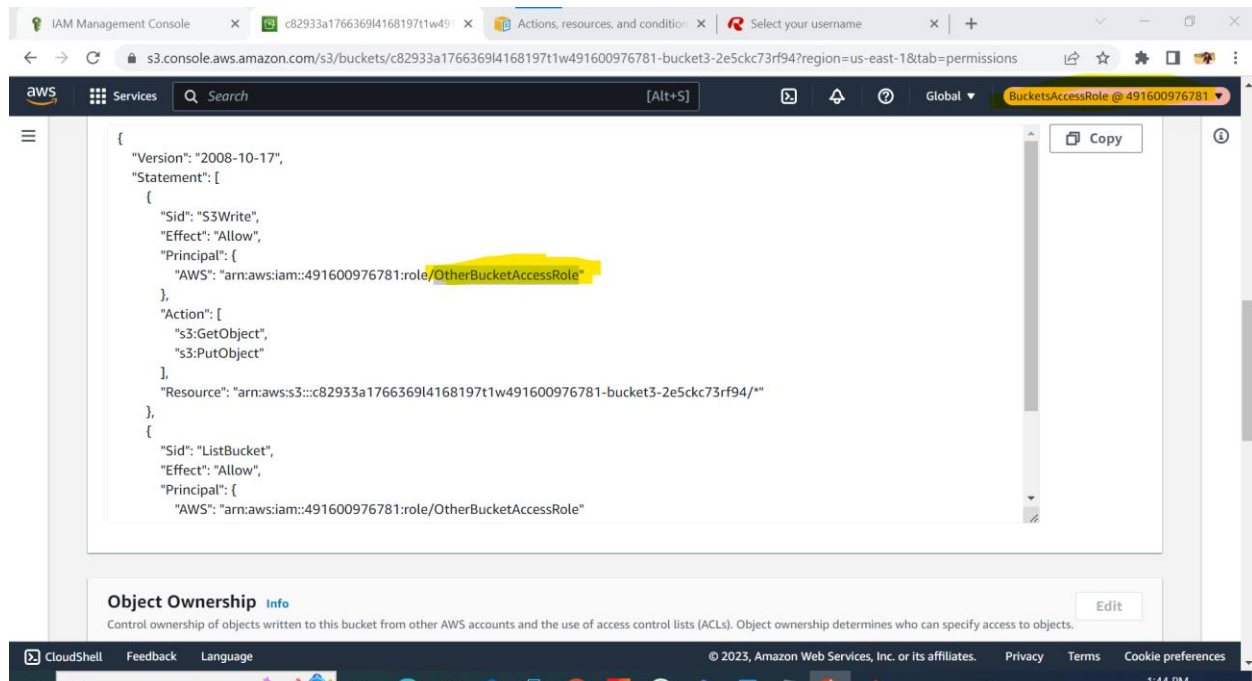 IAM Management Console
c82933a1766369l4168197t1w491
Actions, resources, and condition
Select your username
s3.console.aws.amazon.com/s3/buckets/c82933a1766369l4168197t1w491600976781-bucket3-2e5ckc73rf94?region=us-east-1&tab=permissions
aws
Services
Search
[Alt+S]
Global
BucketsAccessRole @ 491600976781
{
"Version": "2008-10-17",
"Statement": [
{
"Sid": "S3Write",
"Effect": "Allow",
"Principal": {
"AWS": "arn:aws:iam::491600976781:role/OtherBucketAccessRole"
},
"Action": [
"s3:GetObject",
"s3:PutObject"
],
"Resource": "arn:aws:s3:::c82933a1766369l4168197t1w491600976781-bucket3-2e5ckc73rf94/*"
},
{
"Sid": "ListBucket",
"Effect": "Allow",
"Principal": {
"AWS": "arn:aws:iam::491600976781:role/OtherBucketAccessRole"
Copy
Object Ownership Info
Edit
Control ownership of objects written to this bucket from other AWS accounts and the use of access control lists (ACLs). Object ownership determines who can specify access to objects.
CloudShell Feedback Language
© 2023, Amazon Web Services, Inc. or its affiliates. Privacy Terms Cookie preferences
1:44 PM